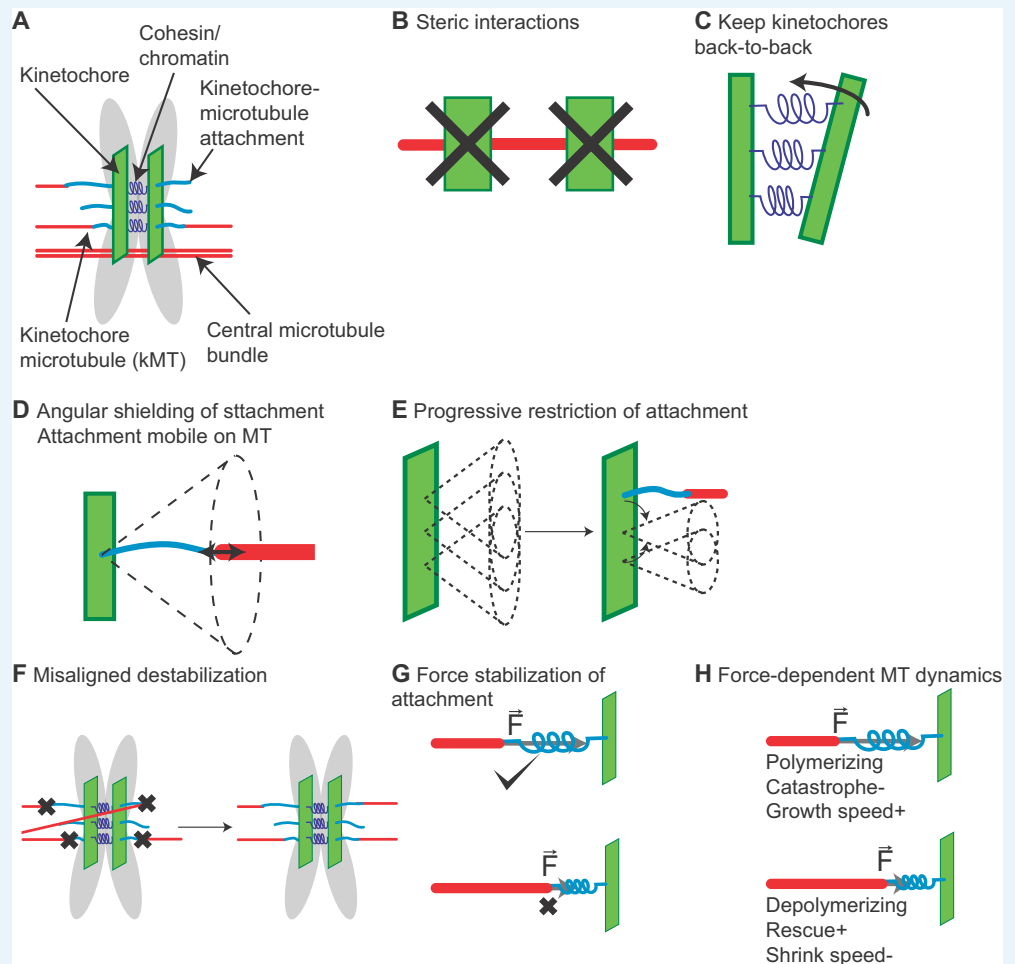 A
Cohesin/
chromatin
Kinetochore
Kinetochore-
microtubule
attachment
Kinetochore
microtubule (kMT)
Central microtubule
bundle
B Steric interactions
C Keep kinetochores
back-to-back
D Angular shielding of sttachment
Attachment mobile on MT
E Progressive restriction of attachment
F Misaligned destabilization
G Force stabilization of
attachment
F
F
H Force-dependent MT dynamics
F
Polymerizing
Catastrophe-
Growth speed+
F
Depolymerizing
Rescue+
Shrink speed-